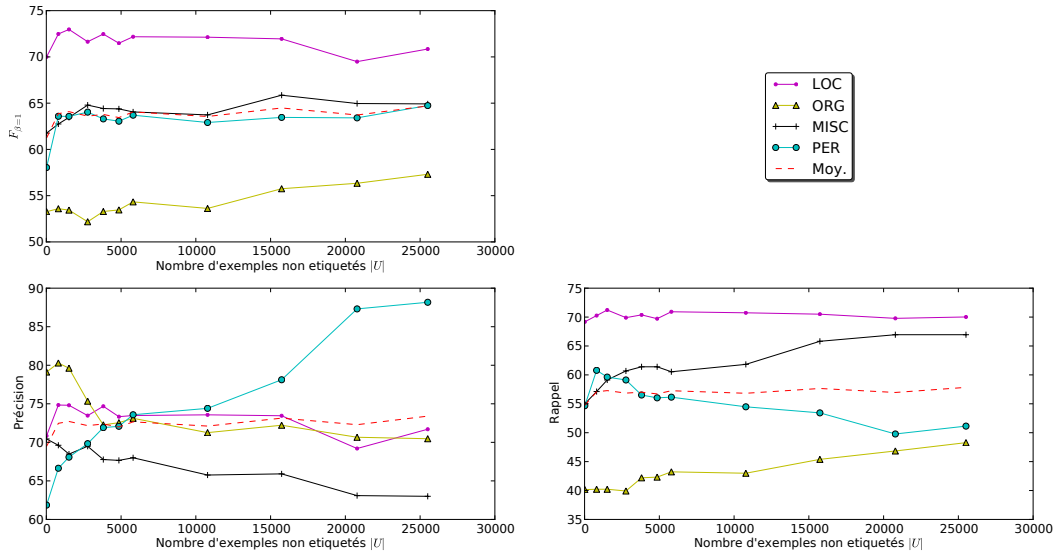 75
70
65
60
55
50
F_{β=1}
0 5000 10000 15000 20000 25000 30000
Nombre d'exemples non etiquetés |U|
LOC
ORG
MISC
PER
Moy.
90
85
80
75
70
65
60
Précision
0 5000 10000 15000 20000 25000 30000
Nombre d'exemples non etiquetés |U|
75
70
65
60
55
50
45
40
35
Rappel
0 5000 10000 15000 20000 25000 30000
Nombre d'exemples non etiquetés |U|